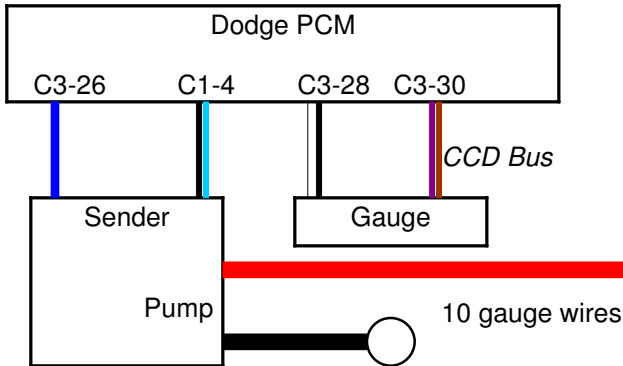 Dodge PCM
C3-26 C1-4 C3-28 C3-30
CCD Bus
Sender Gauge
Pump 10 gauge wires